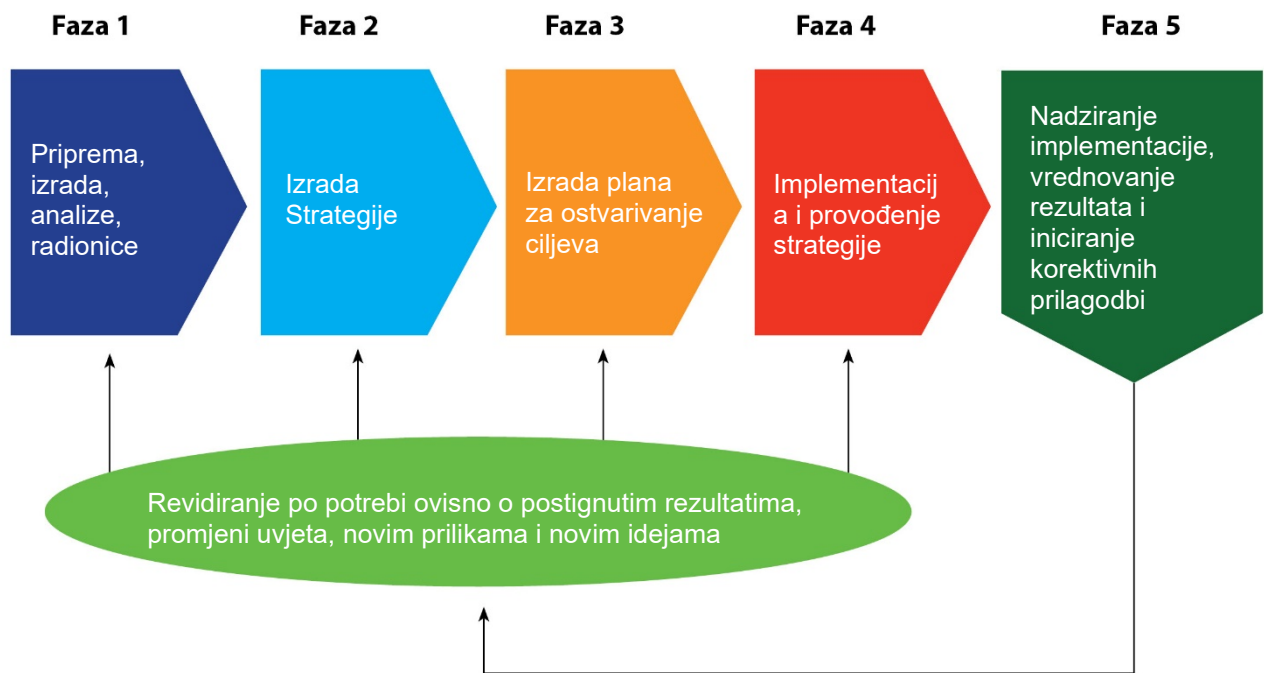 Faza 1
Faza 2
Faza 3
Faza 4
Faza 5
Priprema,
izrada,
analize,
radionice
Izrada
Strategije
Izrada plana
za ostvarivanje
ciljeva
Implementacij
a i provođenje
strategije
Nadziranje
implementacije,
vrednovanje
rezultata i
iniciranje
korektivnih
prilagodbi
Revidiranje po potrebi ovisno o postignutim rezultatima,
promjeni uvjeta, novim prilikama i novim idejama